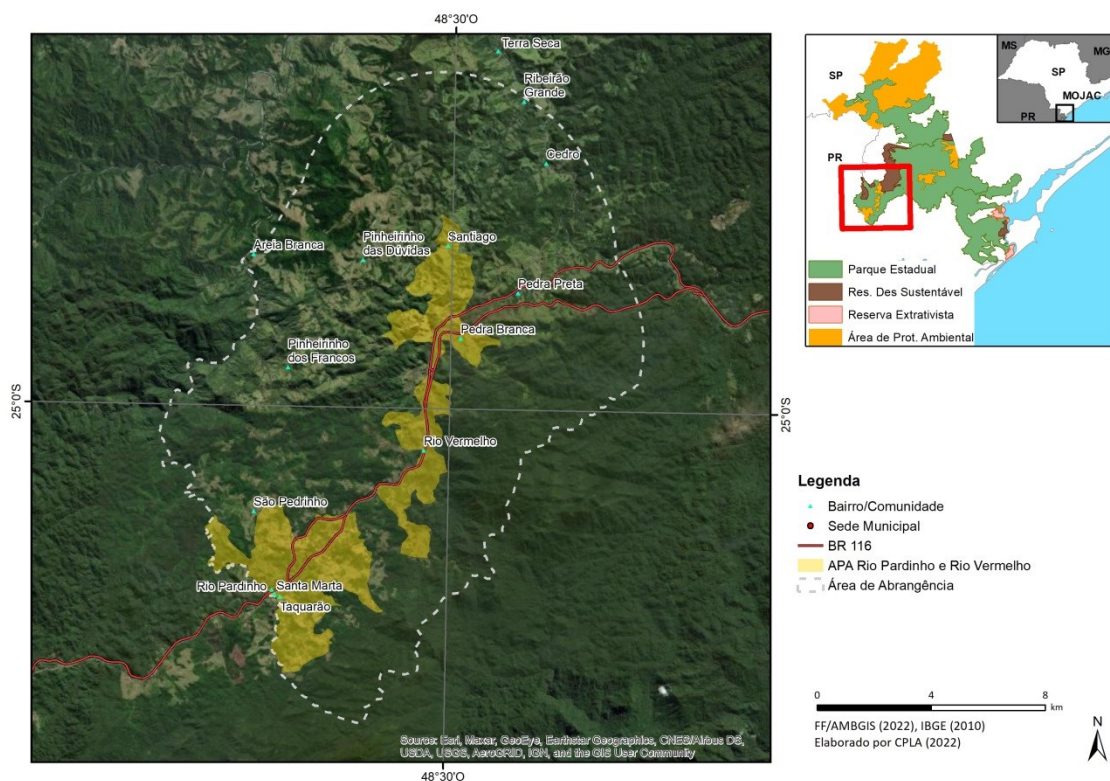 48°30'O
Terra Seca
Ribeirão
Grande
Cedro
Areia Branca
Pinheirinho
das Dúvidas
Santiago
Pedra Preta
Pedra Branca
Pinheirinho
dos Francos
25°0'S
25°0'S
Rio Vermelho
São Pedrinho
Rio Pardinho
Santa Marta
Taquarão
Source: Esri, Maxar, GeoEye, Earthstar Geographics, CNES/Airbus DS,
USDA, USGS, AeroGRID, IGN, and the GIS User Community
48°30'O
MS
MG
SP
MOJAC
PR
SP
PR
Parque Estadual
Res. Des Sustentável
Reserva Extrativista
Área de Prot. Ambiental
Legenda
Bairro/Comunidade
Sede Municipal
BR 116
APA Rio Pardinho e Rio Vermelho
Área de Abrangência
0 4 8
km
FF/AMBGIS (2022), IBGE (2010)
Elaborado por CPLA (2022)
N